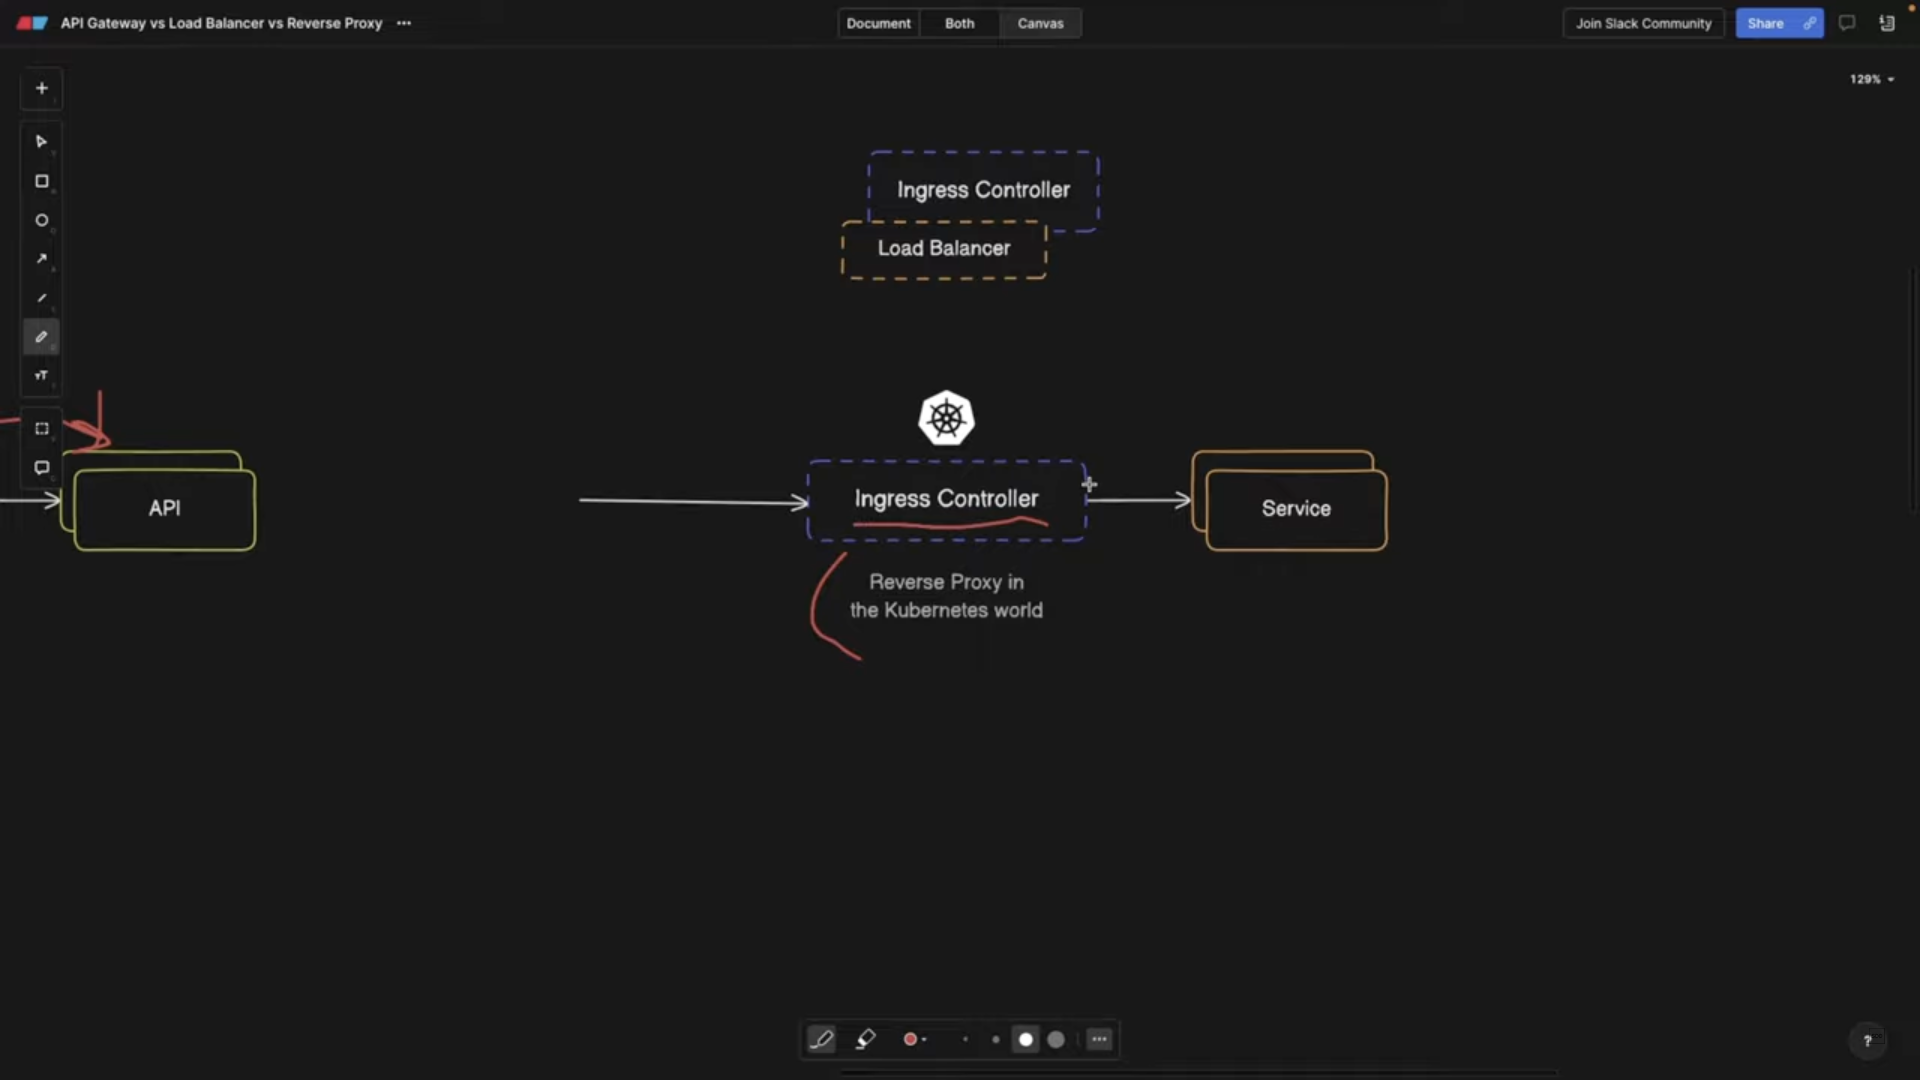 API Gateway vs Load Balancer vs Reverse Proxy
Document
Both
Canvas
Join Slack Community
Share
129%
Ingress Controller
Load Balancer
API
Ingress Controller
Service
Reverse Proxy in
the Kubernetes world
?